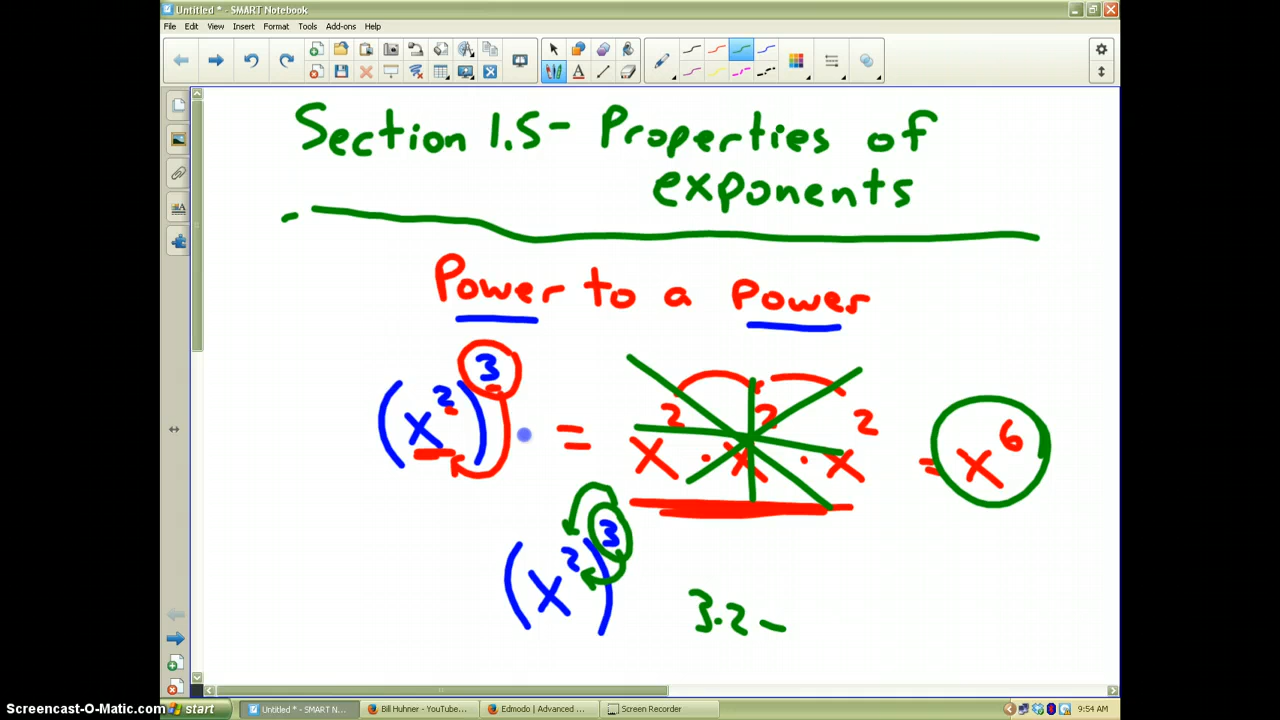 Untitled * - SMART Notebook
File Edit View Insert Format Tools Add-ons Help
Section 1.5 - Properties of
exponents
Power to a Power
(x²)³ = x² · x² · x² = x⁶
(x²)³ 3·2 -
Screencast-O-Matic.com
start Untitled * - SMART N... Bill Huhner - YouTube... Edmodo | Advanced ... Screen Recorder 9:54 AM